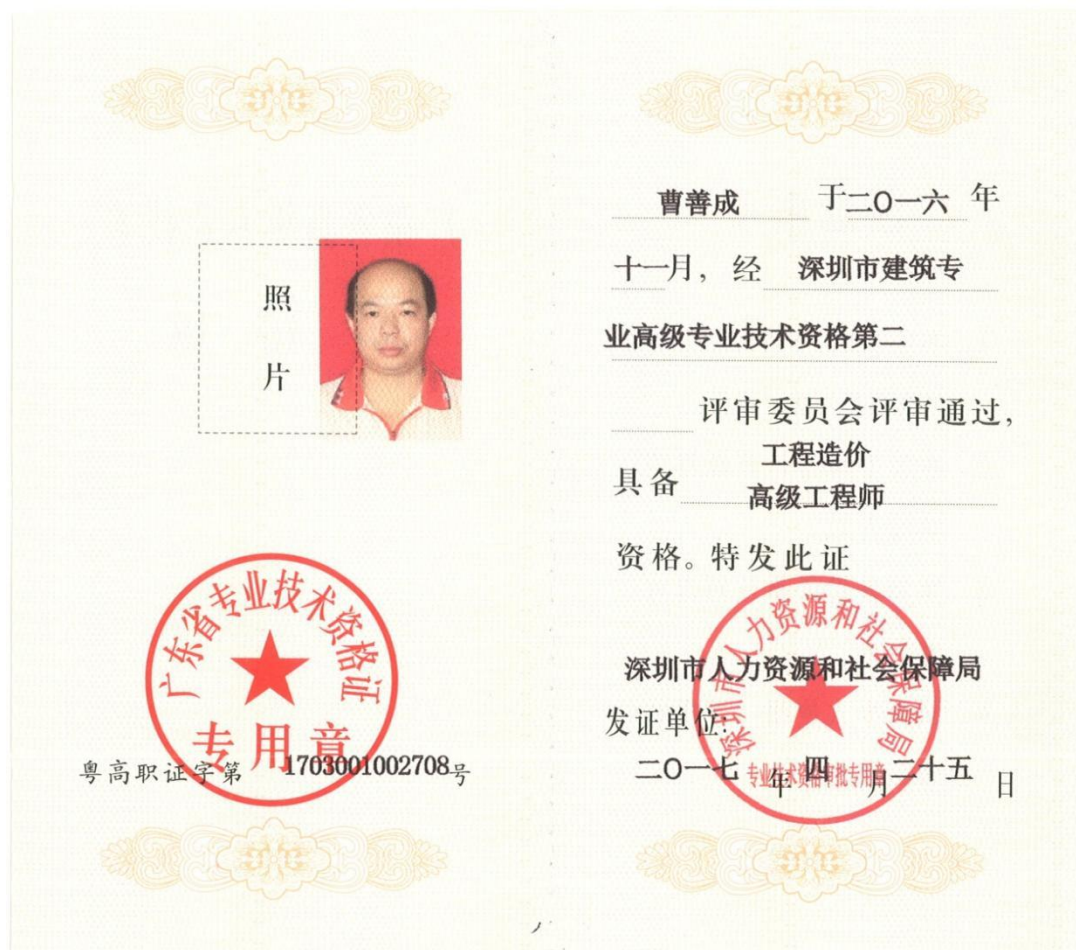 照
片
广东省专业技术资格证
专用章
粤高职证字第 1703001002708号
曹善成 于二〇一六 年
十一月，经 深圳市建筑专
业高级专业技术资格第二
评审委员会评审通过，
工程造价
具备
高级工程师
资格。特发此证
深圳市人力资源和社会保障局
深圳市人力资源和社会保障局
发证单位:
专业技术资格审批专用章
二〇一七年四月二十五日